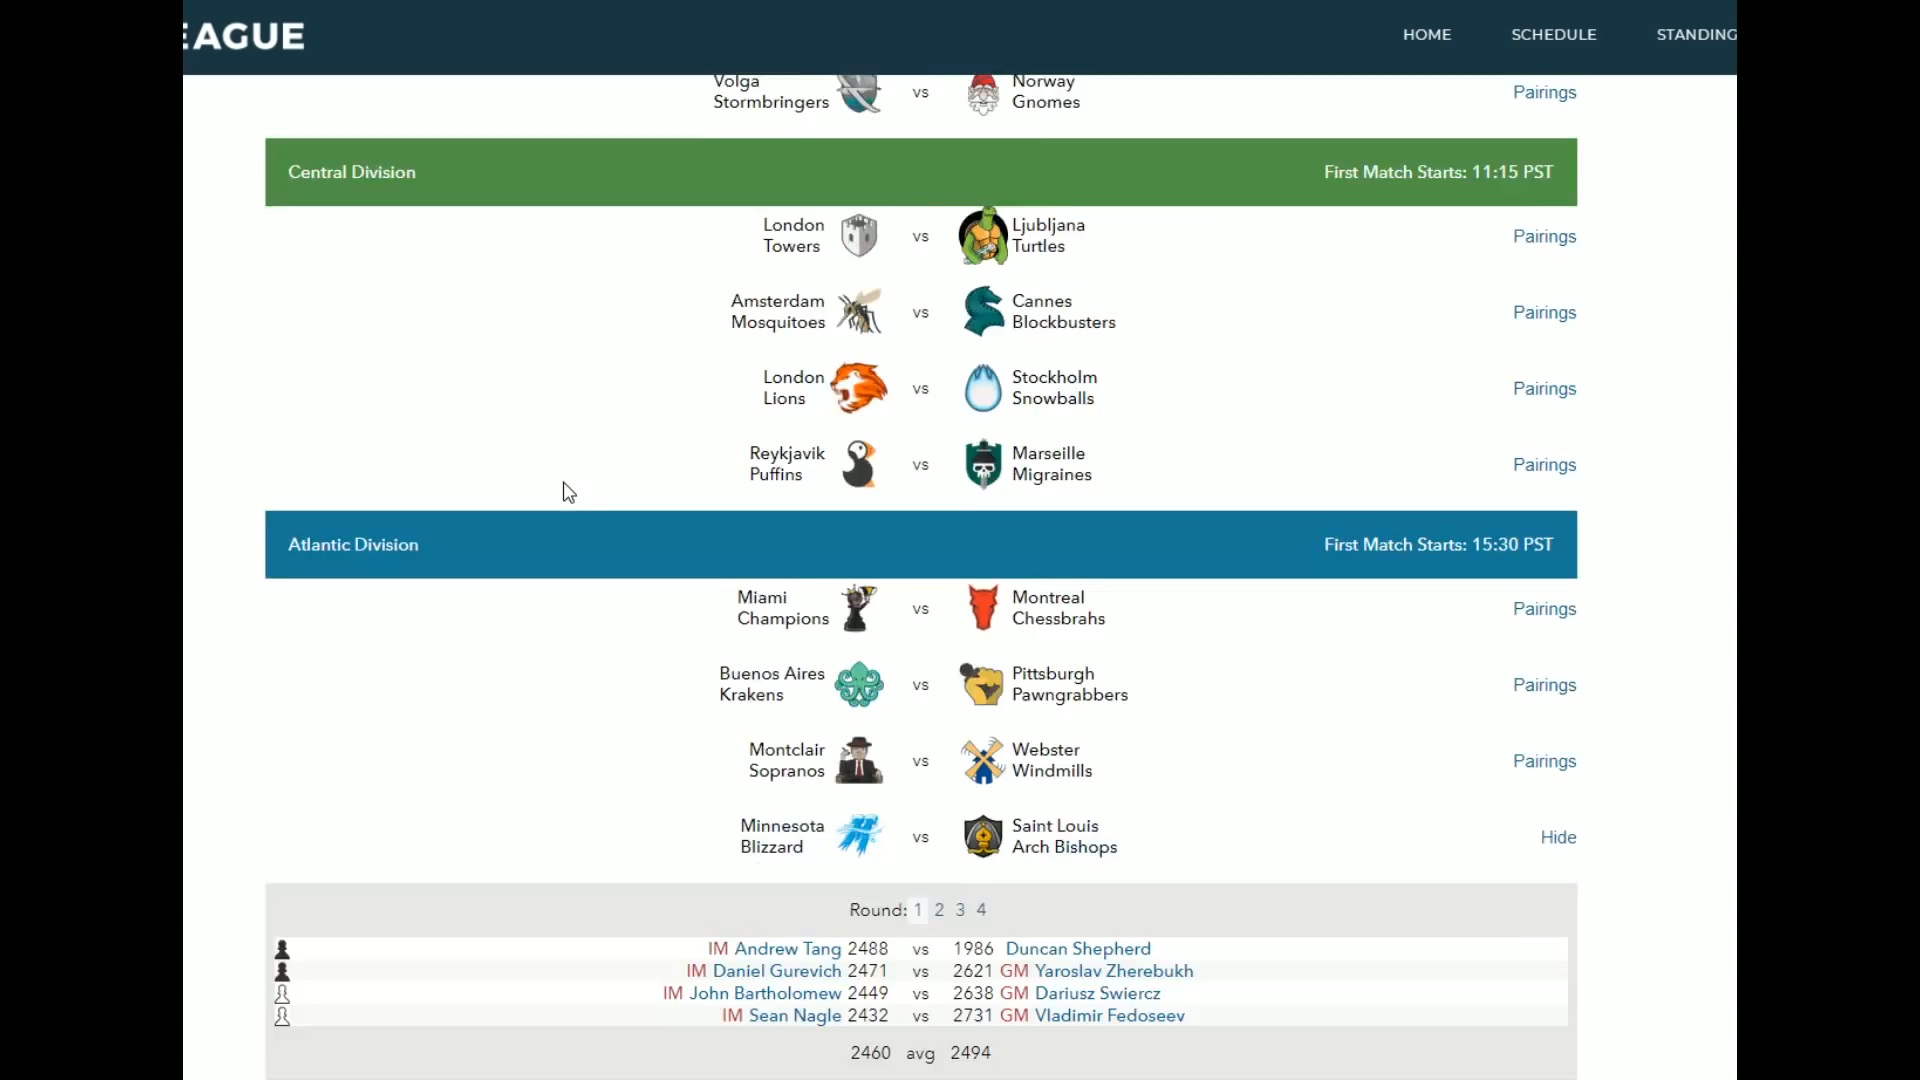 EAGUE
HOME SCHEDULE STANDING
Volga
Stormbringers
vs
Norway
Gnomes
Pairings
Central Division
First Match Starts: 11:15 PST
London
Towers
vs
Ljubljana
Turtles
Pairings
Amsterdam
Mosquitoes
vs
Cannes
Blockbusters
Pairings
London
Lions
vs
Stockholm
Snowballs
Pairings
Reykjavik
Puffins
vs
Marseille
Migraines
Pairings
Atlantic Division
First Match Starts: 15:30 PST
Miami
Champions
vs
Montreal
Chessbrahs
Pairings
Buenos Aires
Krakens
vs
Pittsburgh
Pawngrabbers
Pairings
Montclair
Sopranos
vs
Webster
Windmills
Pairings
Minnesota
Blizzard
vs
Saint Louis
Arch Bishops
Hide
Round: 1 2 3 4
IM Andrew Tang 2488 vs 1986 Duncan Shepherd
IM Daniel Gurevich 2471 vs 2621 GM Yaroslav Zherebukh
IM John Bartholomew 2449 vs 2638 GM Dariusz Swiercz
IM Sean Nagle 2432 vs 2731 GM Vladimir Fedoseev
2460 avg 2494